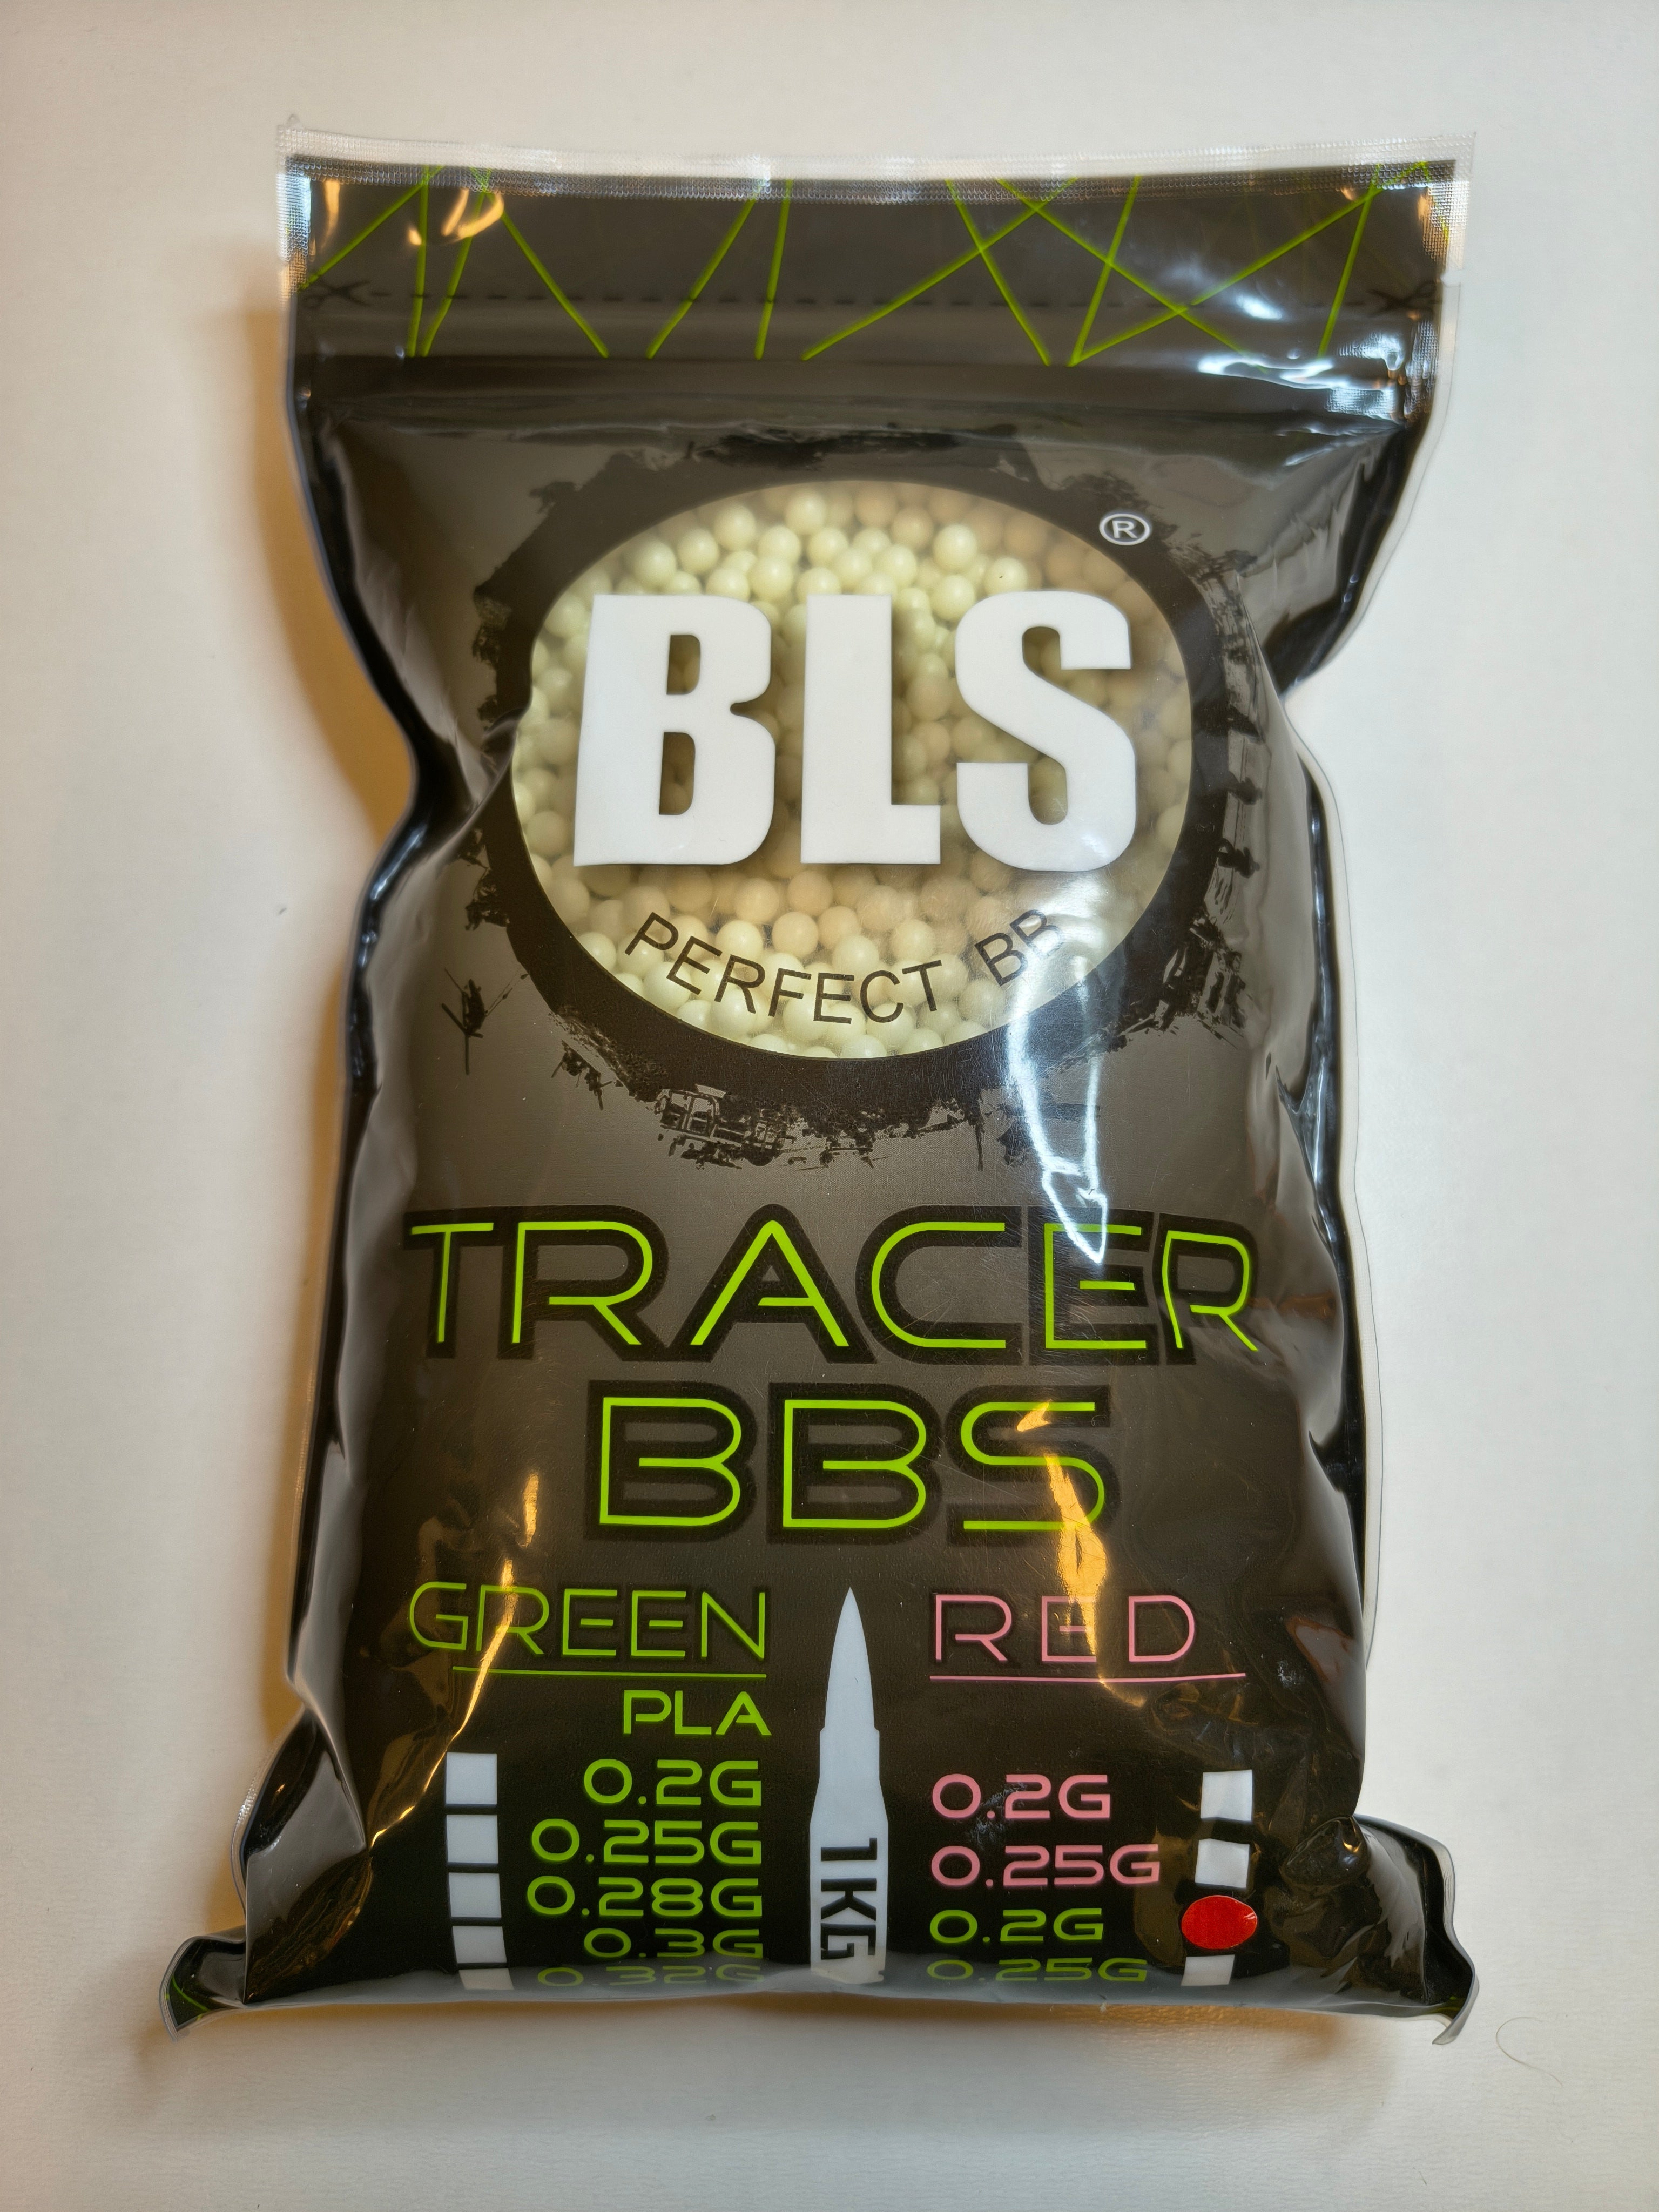 ®
BLS
PERFECT BB
TRACER
BBS
GREEN
PLA
0.2G
0.25G
0.28G
0.3G
0.32G
1KG
RED
0.2G
0.25G
0.2G
0.25G